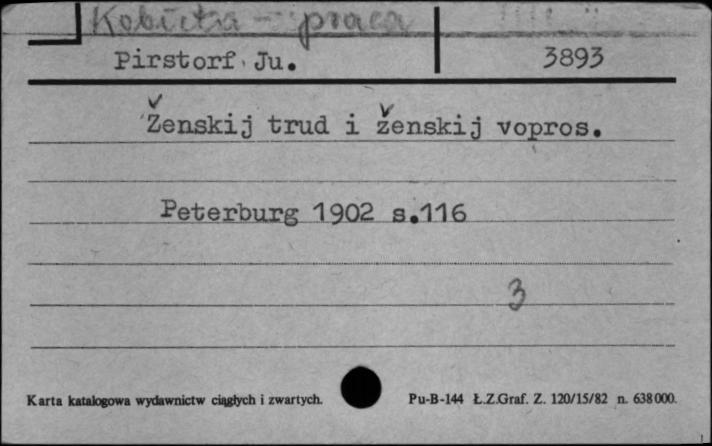 Kobieta - praca
Pirstorf Ju. 3893
Ženskij trud i ženskij vopros.
Peterburg 1902 s.116
3
Karta katalogowa wydawnictw ciągłych i zwartych. Pu-B-144 Ł.Z.Graf. Z. 120/15/82 n. 638000.